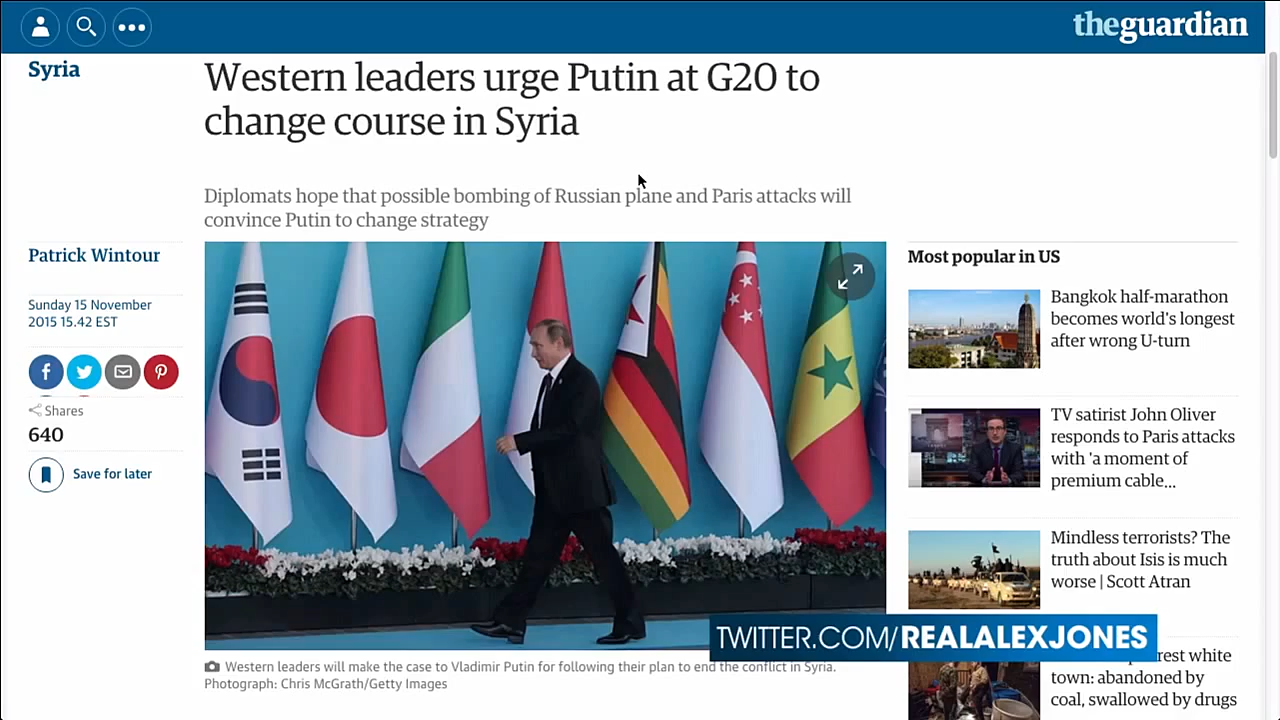 theguardian
Syria
Western leaders urge Putin at G20 to
change course in Syria
Diplomats hope that possible bombing of Russian plane and Paris attacks will
convince Putin to change strategy
Patrick Wintour
Sunday 15 November
2015 15.42 EST
Shares
640
Save for later
Western leaders will make the case to Vladimir Putin for following their plan to end the conflict in Syria.
Photograph: Chris McGrath/Getty Images
Most popular in US
Bangkok half-marathon
becomes world's longest
after wrong U-turn
TV satirist John Oliver
responds to Paris attacks
with 'a moment of
premium cable...
Mindless terrorists? The
truth about Isis is much
worse | Scott Atran
TWITTER.COM/REALALEXJONES
white
town: abandoned by
coal, swallowed by drugs